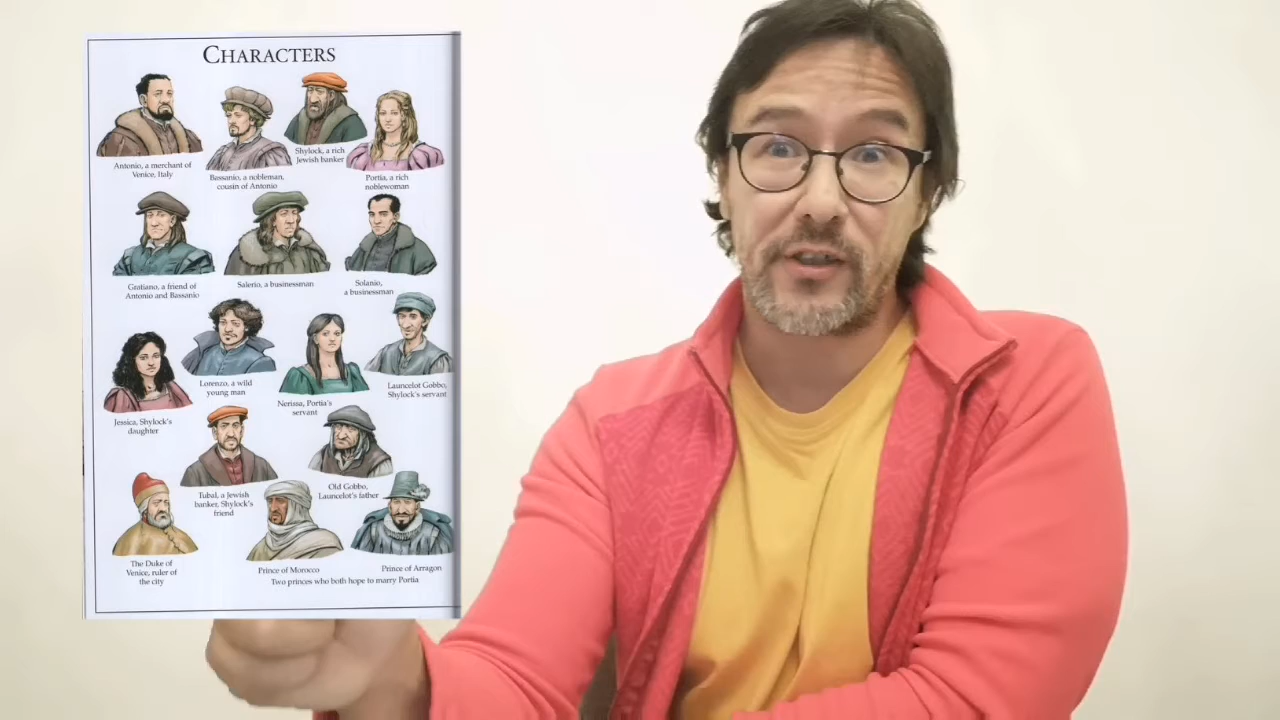 CHARACTERS
Antonio, a merchant of
Venice, Italy
Bassanio, a nobleman,
cousin of Antonio
Shylock, a rich
Jewish banker
Portia, a rich
noblewoman
Gratiano, a friend of
Antonio and Bassanio
Salerio, a businessman
Solanio,
a businessman
Jessica, Shylock's
daughter
Lorenzo, a wild
young man
Nerissa, Portia's
servant
Launcelot Gobbo,
Shylock's servant
Tubal, a Jewish
banker, Shylock's
friend
Old Gobbo,
Launcelot's father
The Duke of
Venice, ruler of
the city
Prince of Morocco
Prince of Arragon
Two princes who both hope to marry Portia